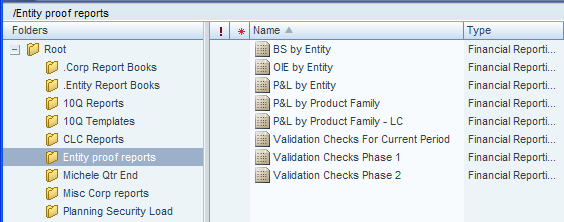 /Entity proof reports
Folders
Root
.Corp Report Books
.Entity Report Books
10Q Reports
10Q Templates
CLC Reports
Entity proof reports
Michele Qtr End
Misc Corp reports
Planning Security Load
! * Name Type
BS by Entity Financial Reporti...
OIE by Entity Financial Reporti...
P&L by Entity Financial Reporti...
P&L by Product Family Financial Reporti...
P&L by Product Family - LC Financial Reporti...
Validation Checks For Current Period Financial Reporti...
Validation Checks Phase 1 Financial Reporti...
Validation Checks Phase 2 Financial Reporti...